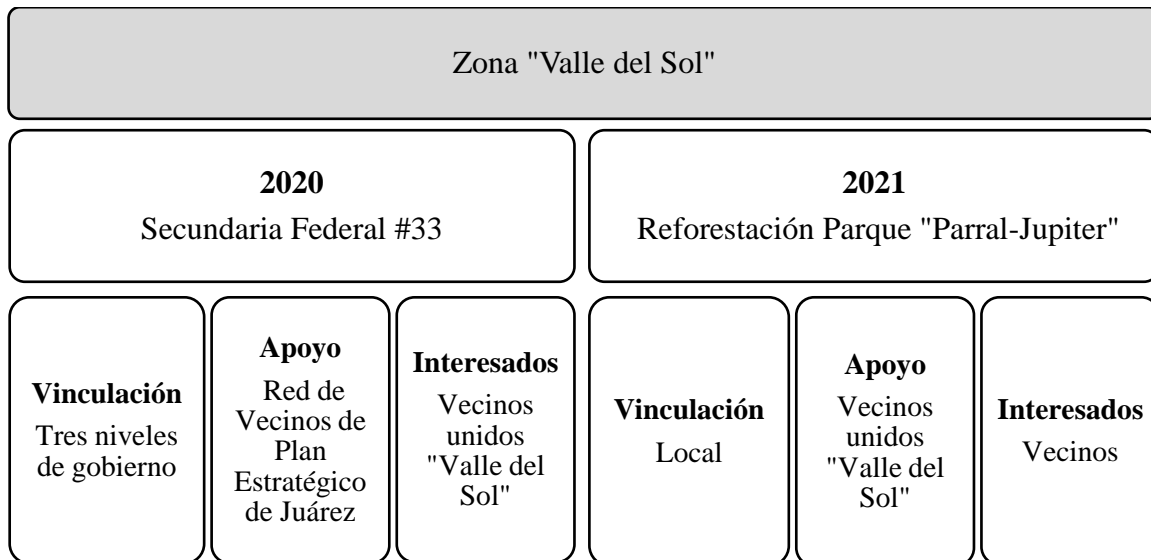 Zona "Valle del Sol"
2020
Secundaria Federal #33
2021
Reforestación Parque "Parral-Jupiter"
Vinculación
Tres niveles
de gobierno
Apoyo
Red de
Vecinos de
Plan
Estratégico
de Juárez
Interesados
Vecinos
unidos
"Valle del
Sol"
Vinculación
Local
Apoyo
Vecinos
unidos
"Valle del
Sol"
Interesados
Vecinos